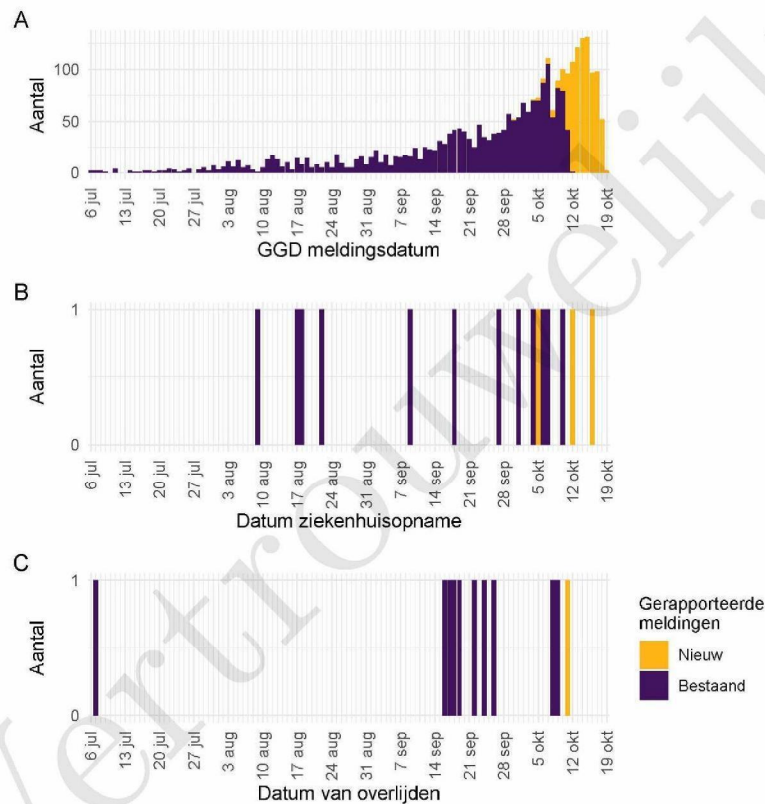 A
Aantal
100
50
0
6 jul
13 jul
20 jul
27 jul
3 aug
10 aug
17 aug
24 aug
31 aug
7 sep
14 sep
21 sep
28 sep
5 okt
12 okt
19 okt
GGD meldingsdatum
B
Aantal
1
0
6 jul
13 jul
20 jul
27 jul
3 aug
10 aug
17 aug
24 aug
31 aug
7 sep
14 sep
21 sep
28 sep
5 okt
12 okt
19 okt
Datum ziekenhuisopname
C
Aantal
1
0
6 jul
13 jul
20 jul
27 jul
3 aug
10 aug
17 aug
24 aug
31 aug
7 sep
14 sep
21 sep
28 sep
5 okt
12 okt
19 okt
Datum van overlijden
Gerapporteerde
meldingen
Nieuw
Bestaand
Vertrouwelijk